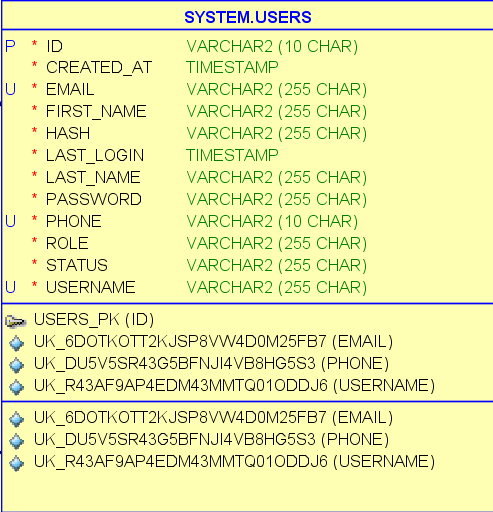 SYSTEM.USERS
P * ID VARCHAR2 (10 CHAR)
* CREATED_AT TIMESTAMP
U * EMAIL VARCHAR2 (255 CHAR)
* FIRST_NAME VARCHAR2 (255 CHAR)
* HASH VARCHAR2 (255 CHAR)
* LAST_LOGIN TIMESTAMP
* LAST_NAME VARCHAR2 (255 CHAR)
* PASSWORD VARCHAR2 (255 CHAR)
U * PHONE VARCHAR2 (10 CHAR)
* ROLE VARCHAR2 (255 CHAR)
* STATUS VARCHAR2 (255 CHAR)
U * USERNAME VARCHAR2 (255 CHAR)
USERS_PK (ID)
UK_6DOTKOTT2KJSP8VW4D0M25FB7 (EMAIL)
UK_DU5V5SR43G5BFNJI4VB8HG5S3 (PHONE)
UK_R43AF9AP4EDM43MMTQ01ODDJ6 (USERNAME)
UK_6DOTKOTT2KJSP8VW4D0M25FB7 (EMAIL)
UK_DU5V5SR43G5BFNJI4VB8HG5S3 (PHONE)
UK_R43AF9AP4EDM43MMTQ01ODDJ6 (USERNAME)